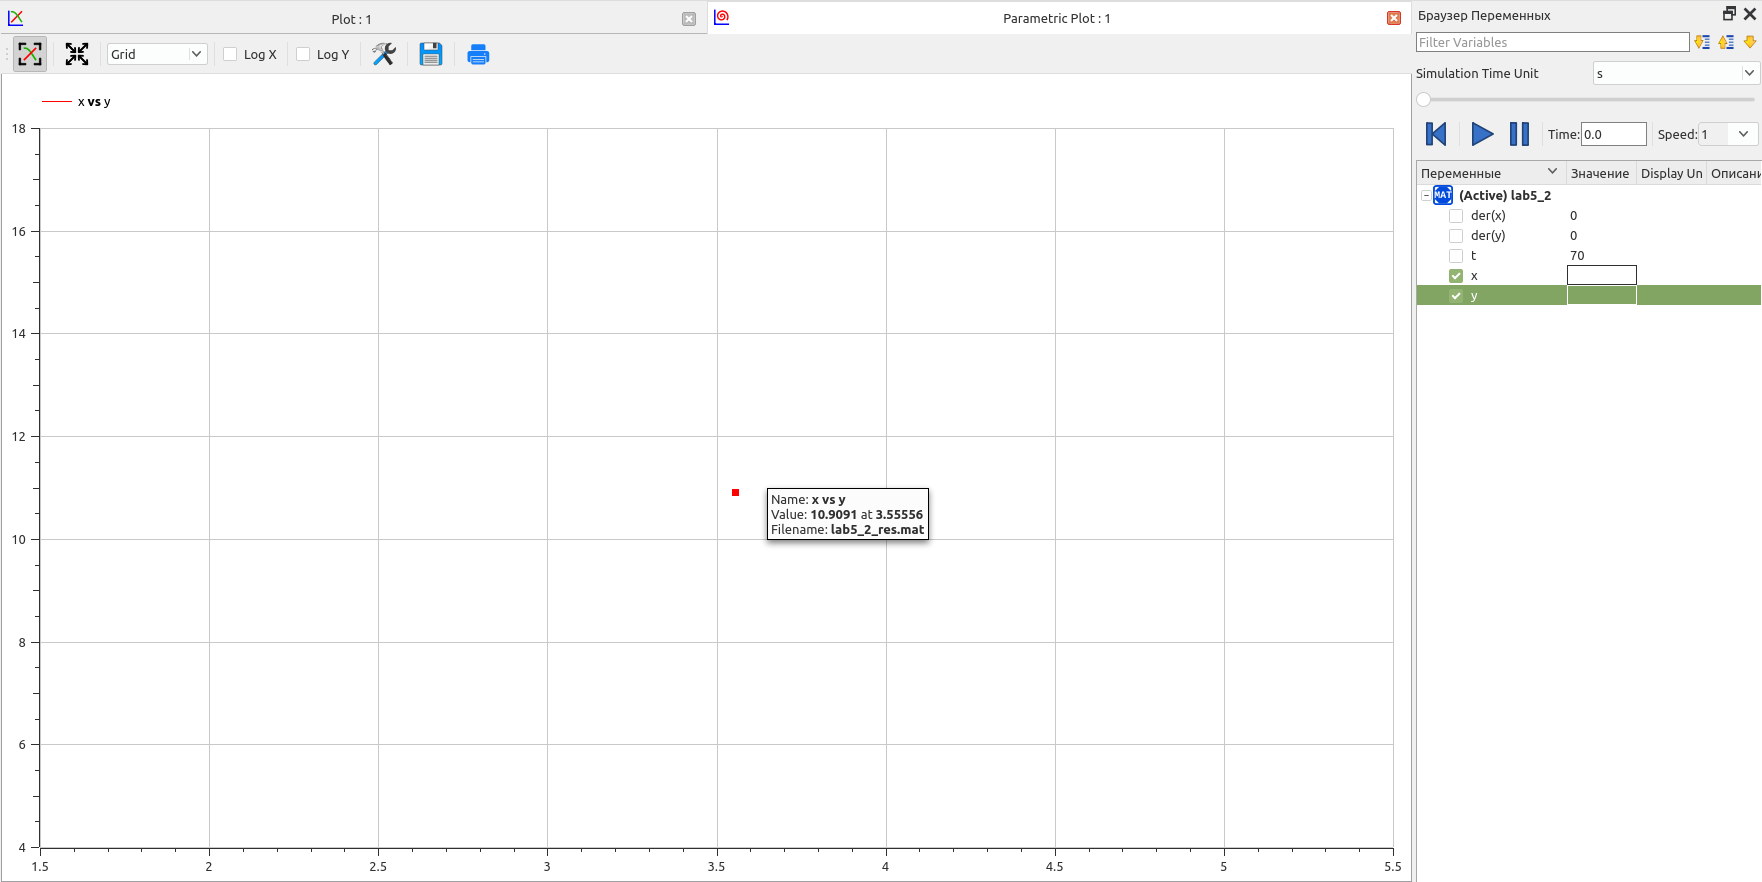 Plot : 1
Parametric Plot : 1
Grid
Log X
Log Y
x vs y
18
16
14
12
10
8
6
4
1.5
2
2.5
3
3.5
4
4.5
5
5.5
Name: x vs y
Value: 10.9091 at 3.55556
Filename: lab5_2_res.mat
Браузер Переменных
Filter Variables
Simulation Time Unit
s
Time: 0.0
Speed: 1
Переменные Значение Display Un Описани
MAT (Active) lab5_2
der(x) 0
der(y) 0
t 70
x
y